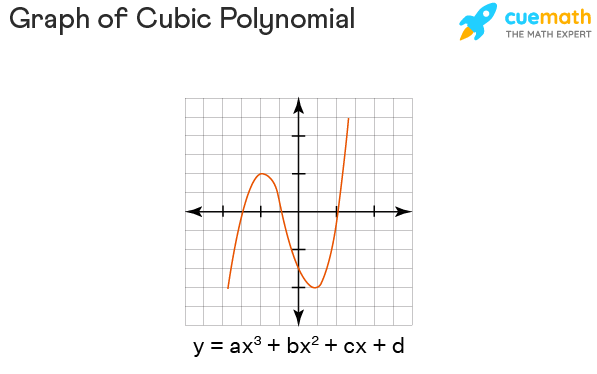 Graph of Cubic Polynomial
cuemath
THE MATH EXPERT
y = ax³ + bx² + cx + d